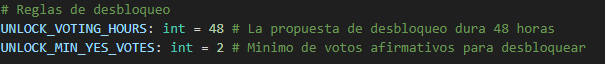 # Reglas de desbloqueo
UNLOCK_VOTING_HOURS: int = 48 # La propuesta de desbloqueo dura 48 horas
UNLOCK_MIN_YES_VOTES: int = 2 # Minimo de votos afirmativos para desbloquear